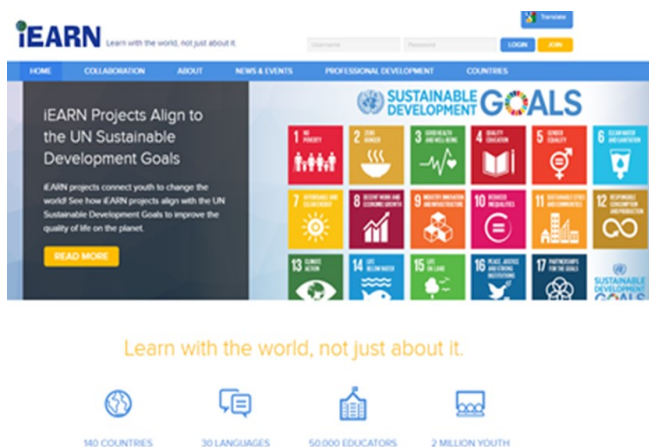 Translate
iEARN Learn with the world, not just about it.
Username Password LOGIN JOIN
HOME COLLABORATION ABOUT NEWS & EVENTS PROFESSIONAL DEVELOPMENT COUNTRIES
iEARN Projects Align to
the UN Sustainable
Development Goals
iEARN projects connect youth to change the
world! See how iEARN projects align with the UN
Sustainable Development Goals to improve the
quality of life on the planet.
READ MORE
SUSTAINABLE
DEVELOPMENT GOALS
1 NO
POVERTY
2 ZERO
HUNGER
3 GOOD HEALTH
AND WELL-BEING
4 QUALITY
EDUCATION
5 GENDER
EQUALITY
6 CLEAN WATER
AND SANITATION
7 AFFORDABLE AND
CLEAN ENERGY
8 DECENT WORK AND
ECONOMIC GROWTH
9 INDUSTRY, INNOVATION
AND INFRASTRUCTURE
10 REDUCED
INEQUALITIES
11 SUSTAINABLE CITIES
AND COMMUNITIES
12 RESPONSIBLE
CONSUMPTION
AND PRODUCTION
13 CLIMATE
ACTION
14 LIFE
BELOW WATER
15 LIFE
ON LAND
16 PEACE, JUSTICE
AND STRONG
INSTITUTIONS
17 PARTNERSHIPS
FOR THE GOALS
SUSTAINABLE
DEVELOPMENT
GOALS
Learn with the world, not just about it.
140 COUNTRIES
30 LANGUAGES
50,000 EDUCATORS
2 MILLION YOUTH